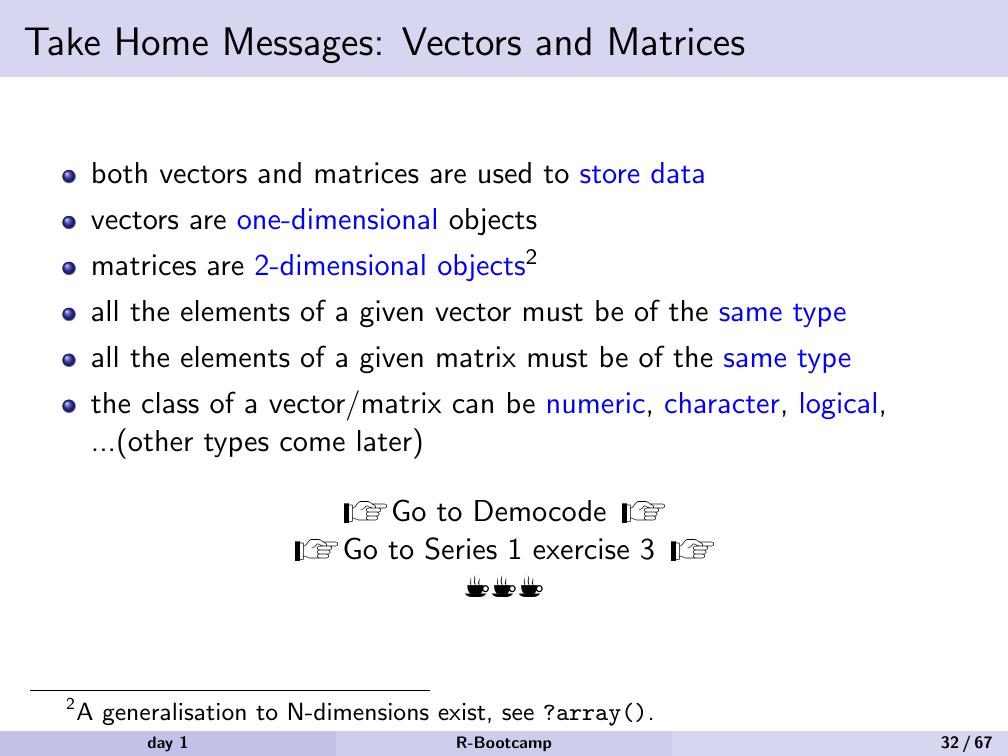 Take Home Messages: Vectors and Matrices
both vectors and matrices are used to store data
vectors are one-dimensional objects
matrices are 2-dimensional objects²
all the elements of a given vector must be of the same type
all the elements of a given matrix must be of the same type
the class of a vector/matrix can be numeric, character, logical,
...(other types come later)
☞Go to Democode ☞
☞Go to Series 1 exercise 3 ☞
²A generalisation to N-dimensions exist, see ?array().
day 1 R-Bootcamp 32 / 67